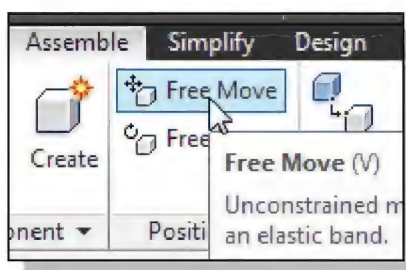 Assemble Simplify Design
Free Move
Free
Create
Free Move (V)
Unconstrained m
an elastic band.
onent
Positi